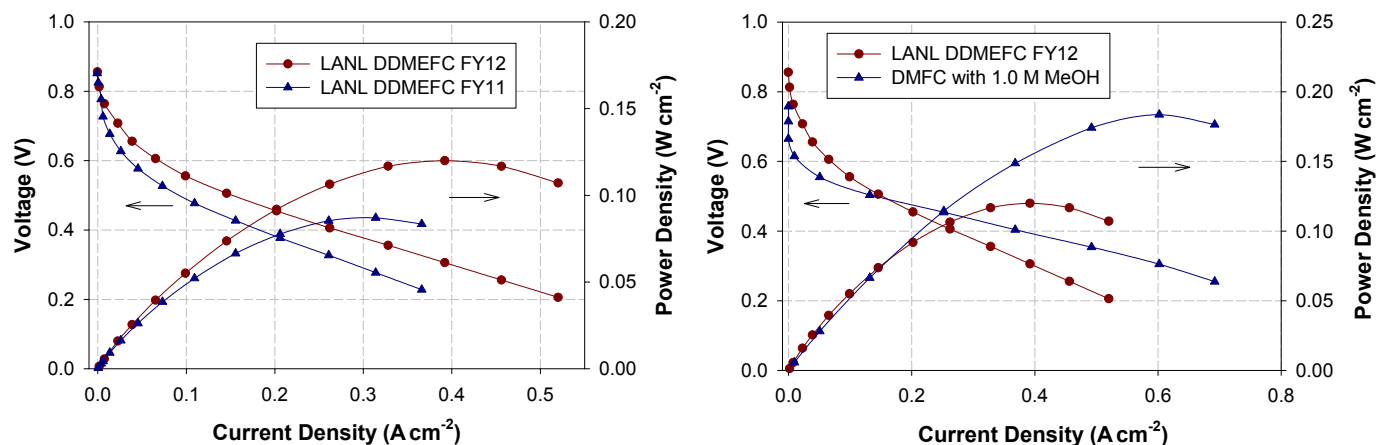 LANL DDMEFC FY12
LANL DDMEFC FY11
Voltage (V)
1.0
0.8
0.6
0.4
0.2
0.0
0.20
0.15
0.10
0.05
0.00
Power Density (W cm-2)
0.0 0.1 0.2 0.3 0.4 0.5
Current Density (A cm-2)
LANL DDMEFC FY12
DMFC with 1.0 M MeOH
Voltage (V)
1.0
0.8
0.6
0.4
0.2
0.0
0.25
0.20
0.15
0.10
0.05
0.00
Power Density (W cm-2)
0.0 0.2 0.4 0.6 0.8
Current Density (A cm-2)